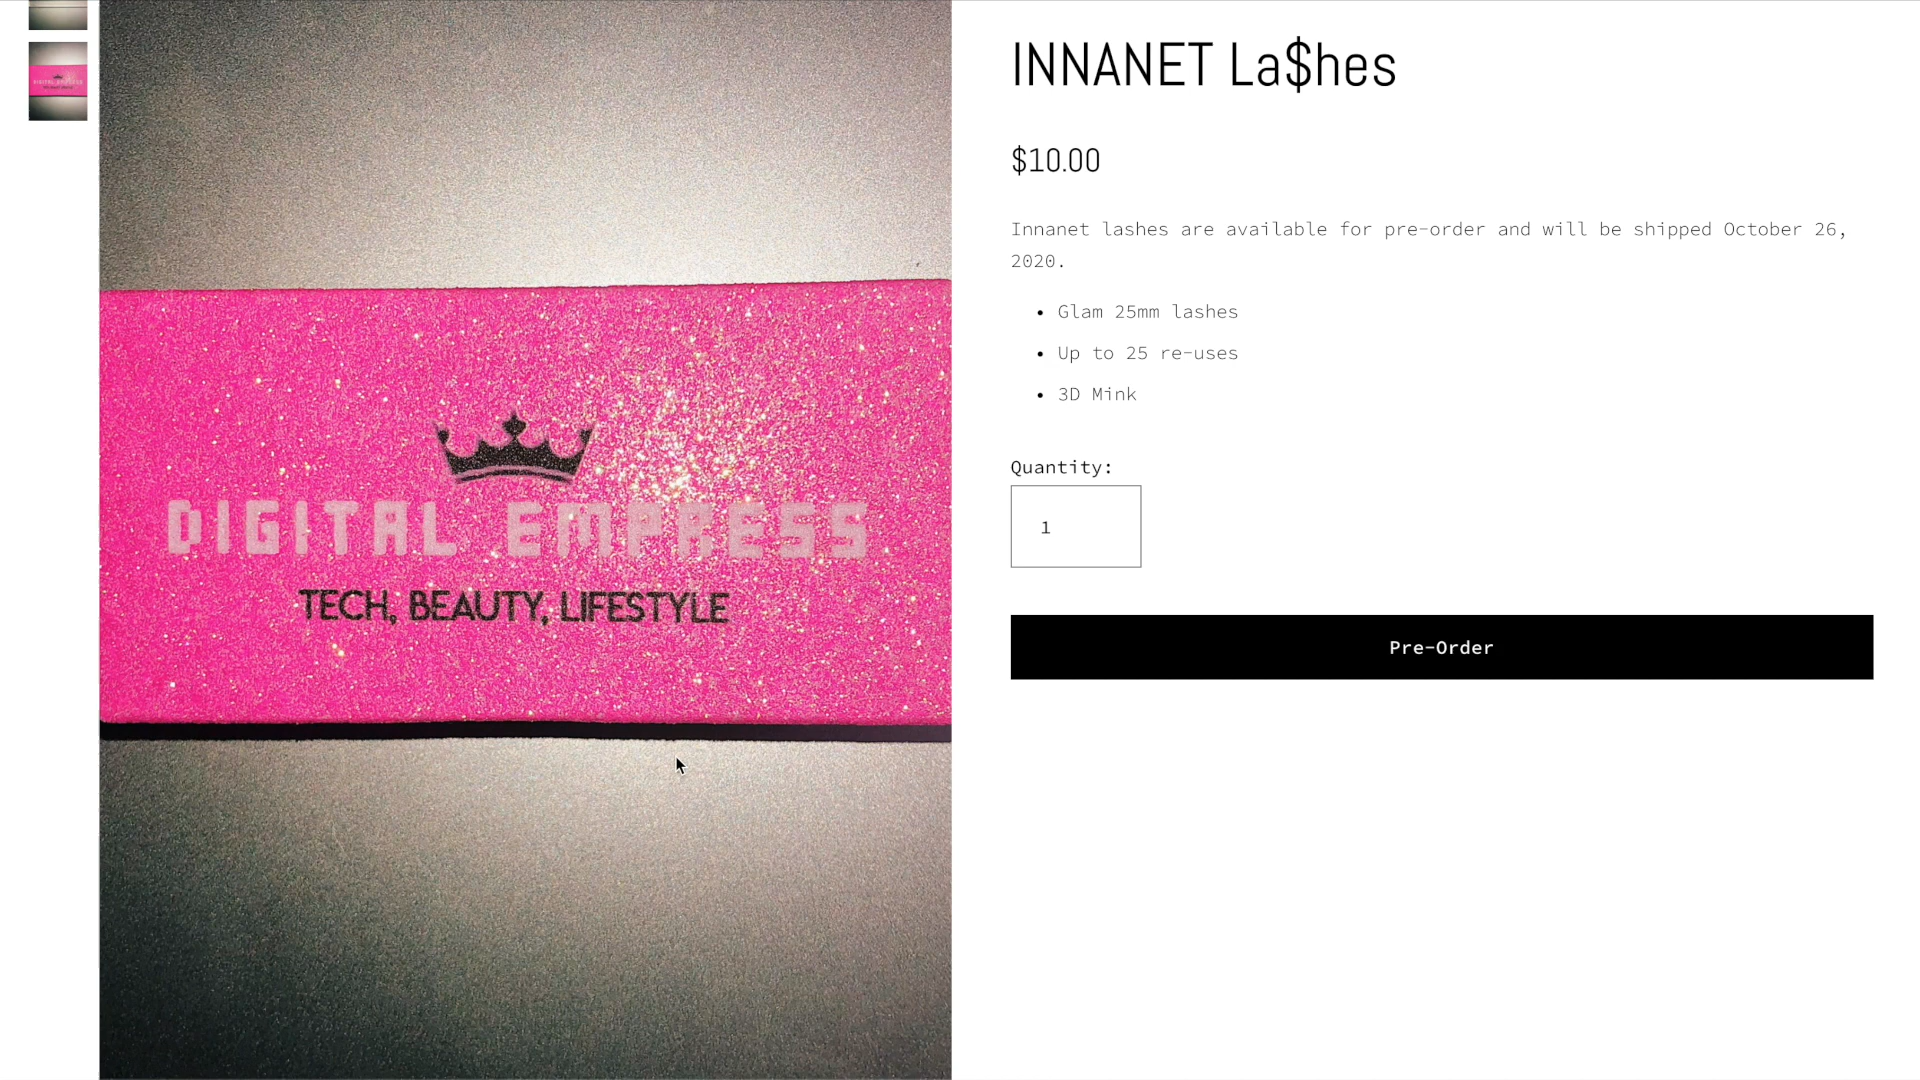 DIGITAL EMPRESS
TECH, BEAUTY, LIFESTYLE
INNANET La$hes
$10.00
Innanet lashes are available for pre-order and will be shipped October 26,
2020.
• Glam 25mm lashes
• Up to 25 re-uses
• 3D Mink
Quantity:
1
Pre-Order